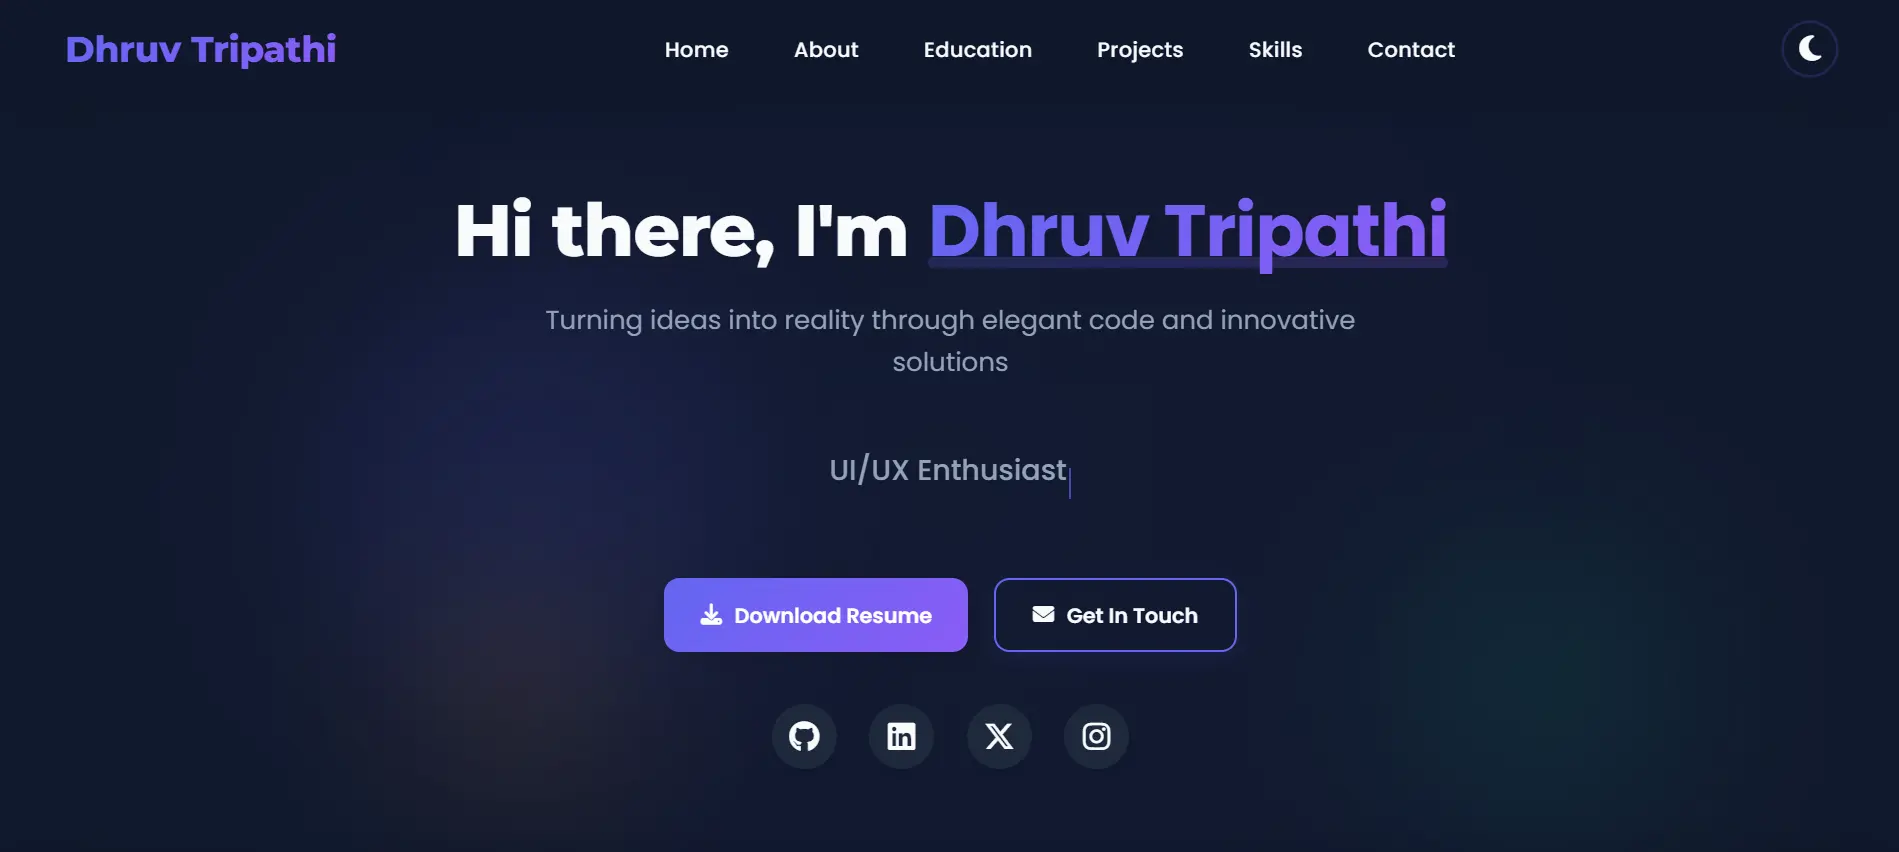 Dhruv Tripathi
Home About Education Projects Skills Contact
Hi there, I'm Dhruv Tripathi
Turning ideas into reality through elegant code and innovative
solutions
UI/UX Enthusiast
Download Resume Get In Touch